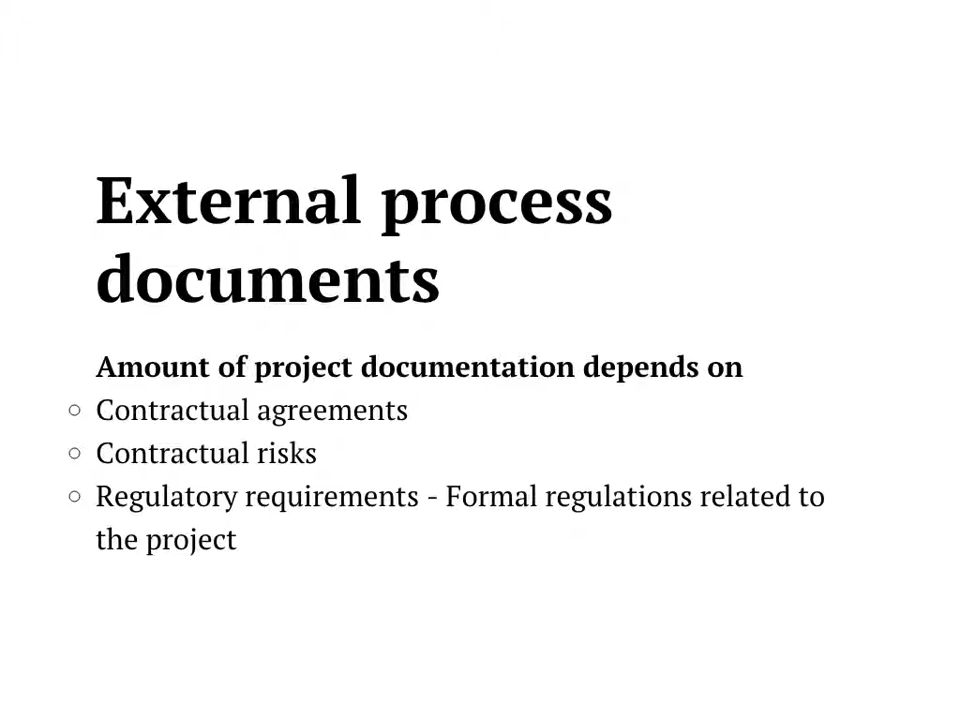 External process
documents
Amount of project documentation depends on
Contractual agreements
Contractual risks
Regulatory requirements - Formal regulations related to
the project